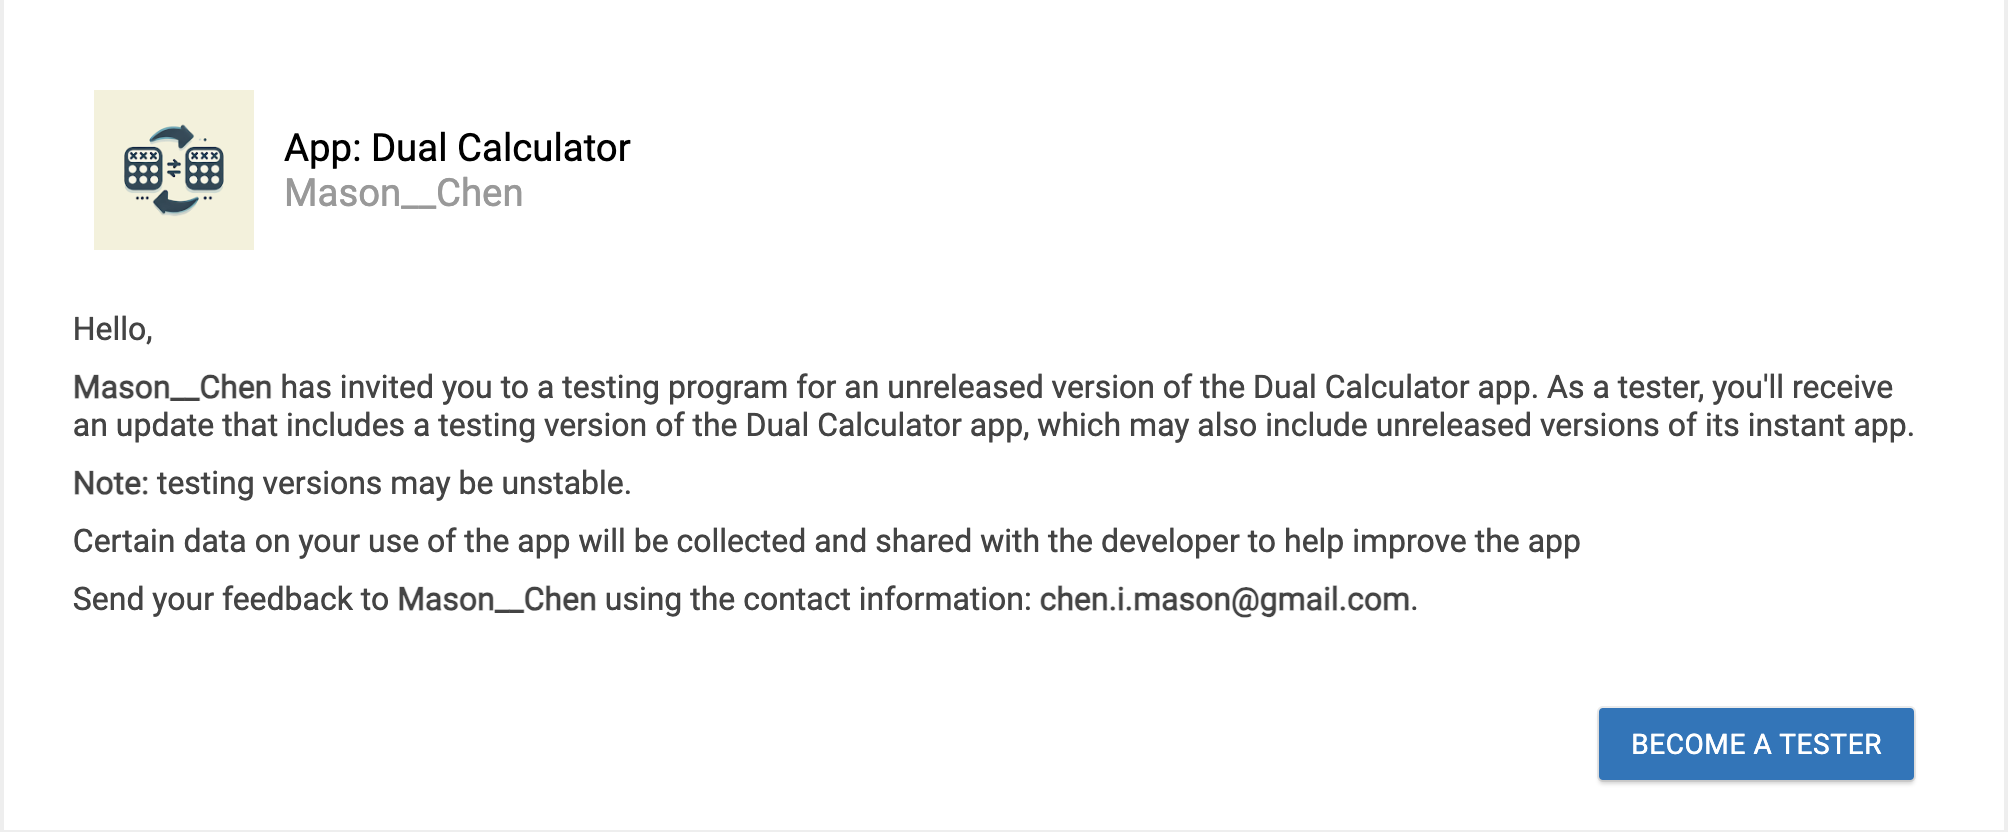 App: Dual Calculator
Mason__Chen
Hello,
Mason__Chen has invited you to a testing program for an unreleased version of the Dual Calculator app. As a tester, you'll receive
an update that includes a testing version of the Dual Calculator app, which may also include unreleased versions of its instant app.
Note: testing versions may be unstable.
Certain data on your use of the app will be collected and shared with the developer to help improve the app
Send your feedback to Mason__Chen using the contact information: chen.i.mason@gmail.com.
BECOME A TESTER